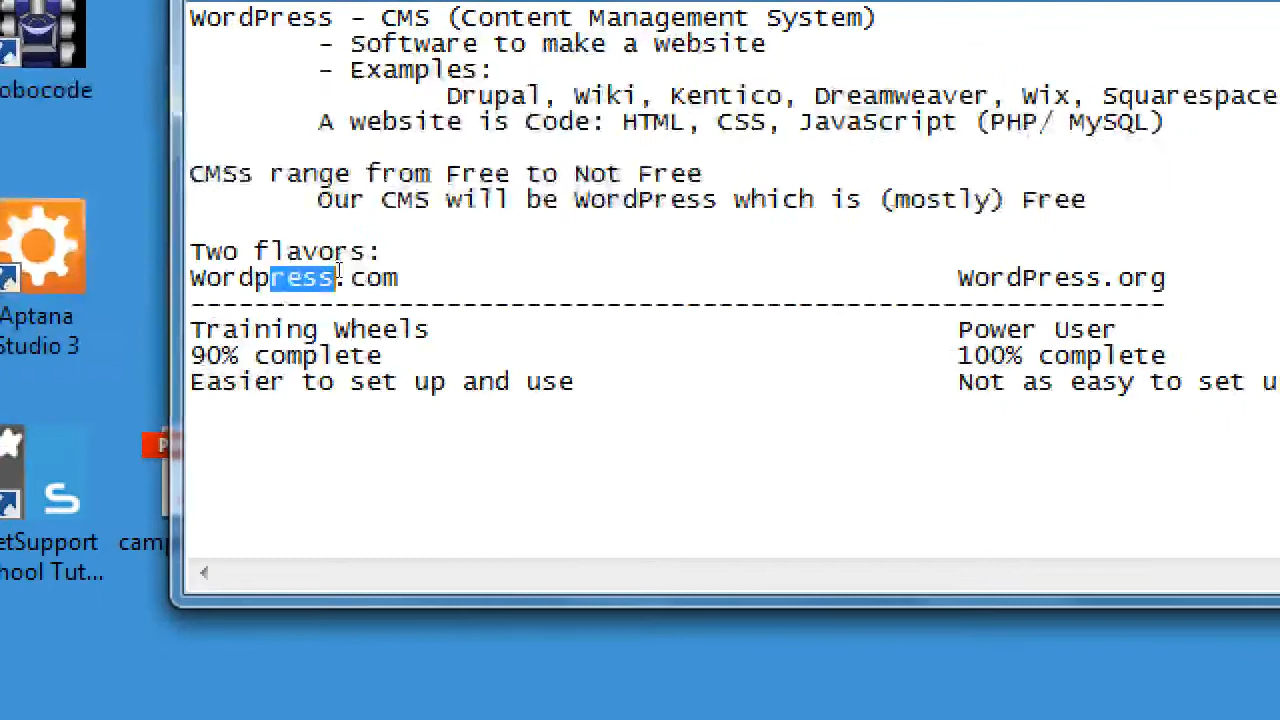 WordPress – CMS (Content Management System)
– Software to make a website
– Examples:
Drupal, Wiki, Kentico, Dreamweaver, Wix, Squarespace
A website is Code: HTML, CSS, JavaScript (PHP/ MySQL)
CMSs range from Free to Not Free
Our CMS will be WordPress which is (mostly) Free
Two flavors:
Wordpress.com WordPress.org
-------------------------------------------------------------
Training Wheels Power User
90% complete 100% complete
Easier to set up and use Not as easy to set u
obocode
Aptana
Studio 3
S
etSupport
hool Tut...
P
camp